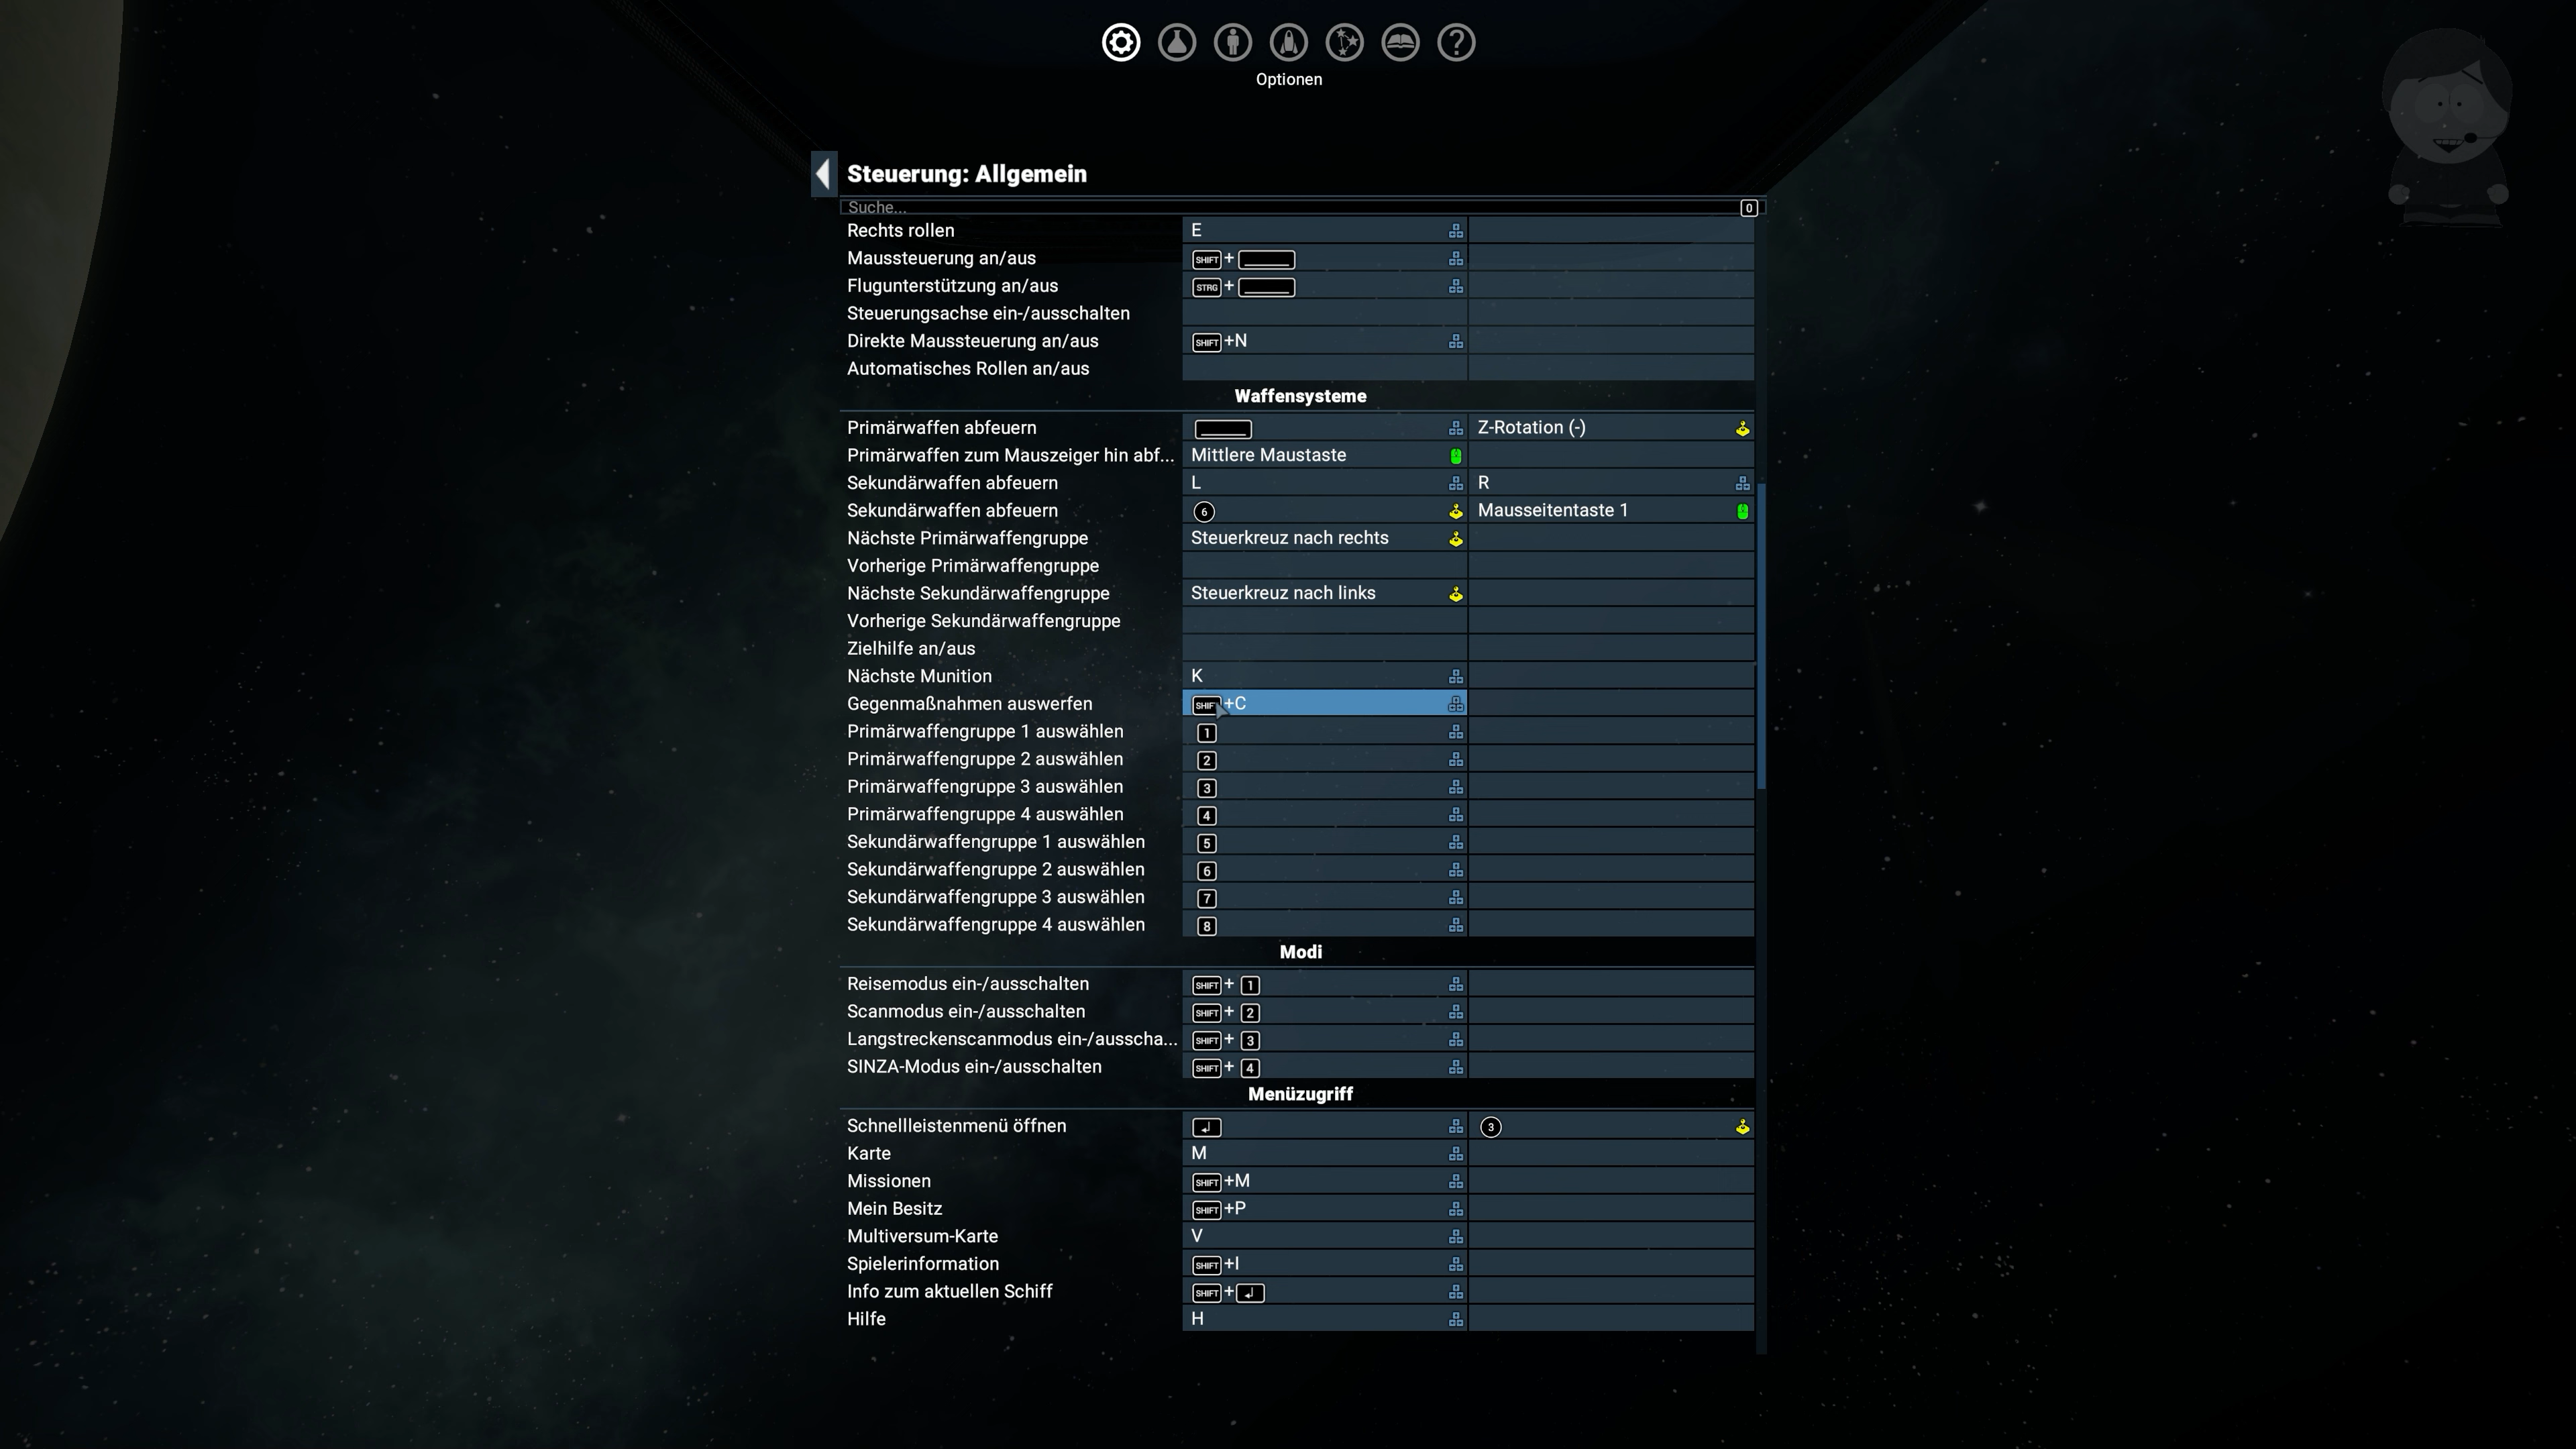 Optionen
Steuerung: Allgemein
Suche... 0
Rechts rollen E
Maussteuerung an/aus SHIFT +
Flugunterstützung an/aus STRG +
Steuerungsachse ein-/ausschalten
Direkte Maussteuerung an/aus SHIFT +N
Automatisches Rollen an/aus
Waffensysteme
Primärwaffen abfeuern Z-Rotation (-)
Primärwaffen zum Mauszeiger hin abf... Mittlere Maustaste
Sekundärwaffen abfeuern L R
Sekundärwaffen abfeuern 6 Mausseitentaste 1
Nächste Primärwaffengruppe Steuerkreuz nach rechts
Vorherige Primärwaffengruppe
Nächste Sekundärwaffengruppe Steuerkreuz nach links
Vorherige Sekundärwaffengruppe
Zielhilfe an/aus
Nächste Munition K
Gegenmaßnahmen auswerfen SHIFT +C
Primärwaffengruppe 1 auswählen 1
Primärwaffengruppe 2 auswählen 2
Primärwaffengruppe 3 auswählen 3
Primärwaffengruppe 4 auswählen 4
Sekundärwaffengruppe 1 auswählen 5
Sekundärwaffengruppe 2 auswählen 6
Sekundärwaffengruppe 3 auswählen 7
Sekundärwaffengruppe 4 auswählen 8
Modi
Reisemodus ein-/ausschalten SHIFT + 1
Scanmodus ein-/ausschalten SHIFT + 2
Langstreckenscanmodus ein-/ausscha... SHIFT + 3
SINZA-Modus ein-/ausschalten SHIFT + 4
Menüzugriff
Schnellleistenmenü öffnen ↲ 3
Karte M
Missionen SHIFT +M
Mein Besitz SHIFT +P
Multiversum-Karte V
Spielerinformation SHIFT +I
Info zum aktuellen Schiff SHIFT + ↲
Hilfe H